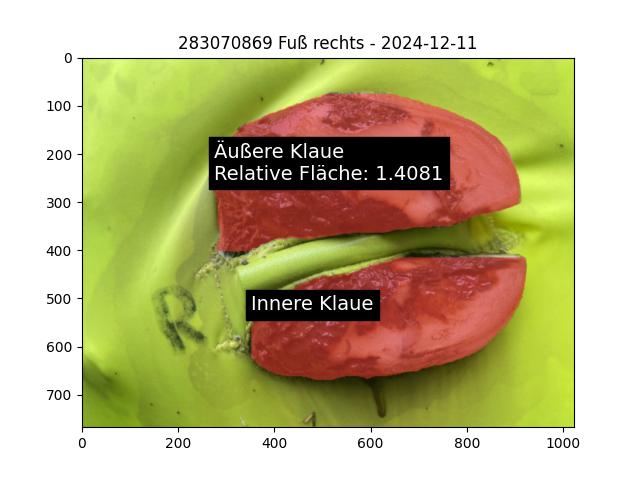 283070869 Fuß rechts - 2024-12-11
0
100
200
300
400
500
600
700
Äußere Klaue
Relative Fläche: 1.4081
Innere Klaue
R
0
200
400
600
800
1000